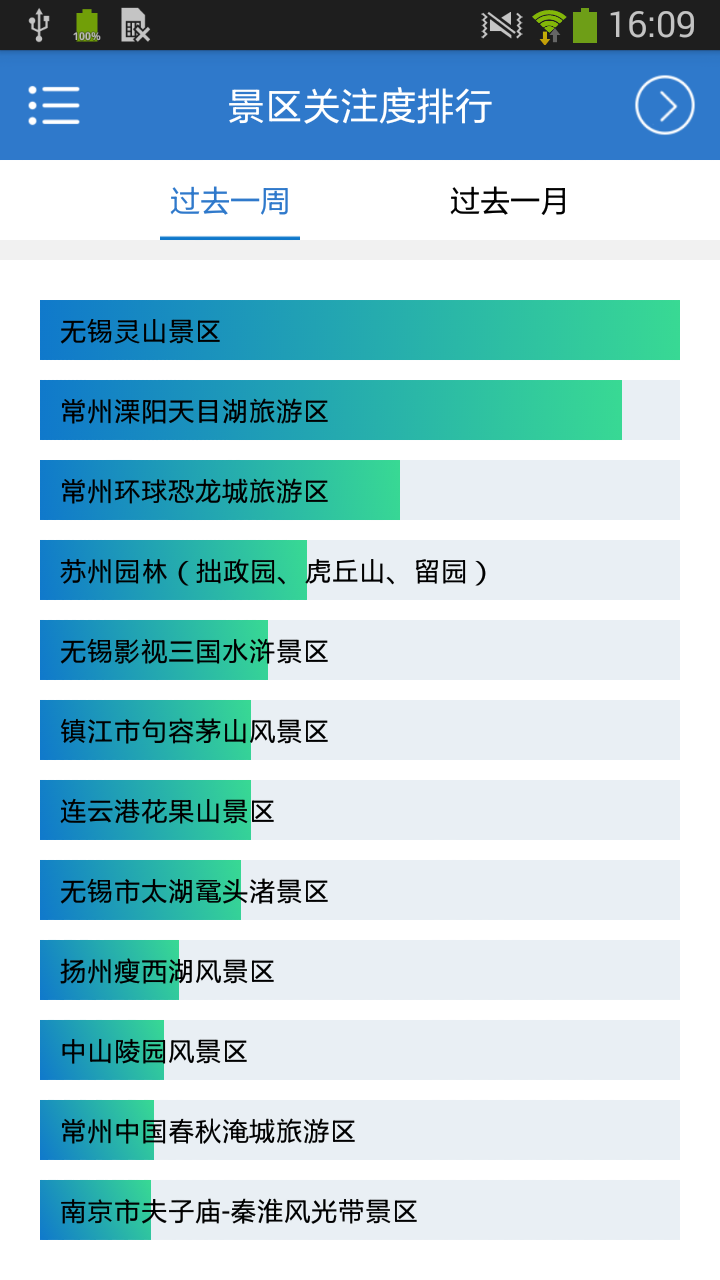 100%
16:09
景区关注度排行
过去一周
过去一月
无锡灵山景区
常州溧阳天目湖旅游区
常州环球恐龙城旅游区
苏州园林（拙政园、虎丘山、留园）
无锡影视三国水浒景区
镇江市句容茅山风景区
连云港花果山景区
无锡市太湖鼋头渚景区
扬州瘦西湖风景区
中山陵园风景区
常州中国春秋淹城旅游区
南京市夫子庙-秦淮风光带景区